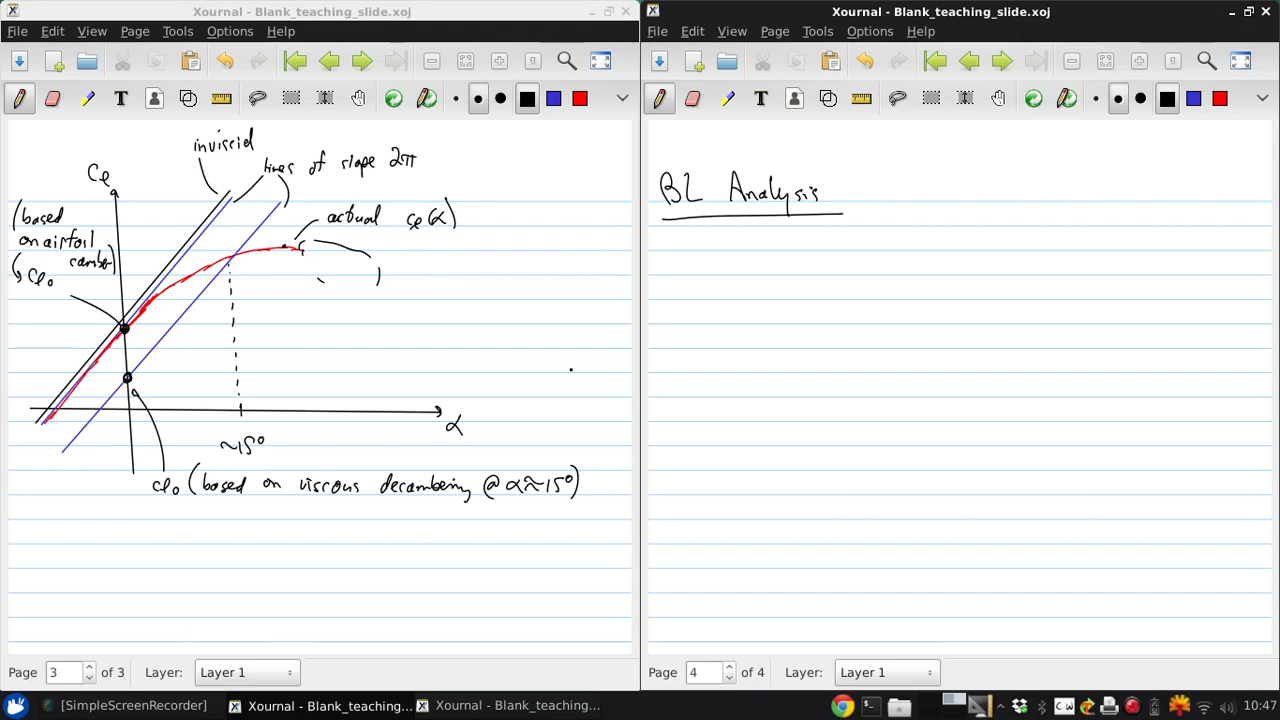 Xournal - Blank_teaching_slide.xoj
File Edit View Page Tools Options Help
inviscid
lines of slope 2π
Cℓ
(based on airfoil camber)
actual cℓ(α)
Cℓ₀
α
~15°
cℓ₀ (based on viscous decambering @ α≈15°)
Page 3 of 3 Layer: Layer 1
Xournal - Blank_teaching_slide.xoj
File Edit View Page Tools Options Help
BL Analysis
Page 4 of 4 Layer: Layer 1
[SimpleScreenRecorder] Xournal - Blank_teaching_... Xournal - Blank_teaching_... 10:47